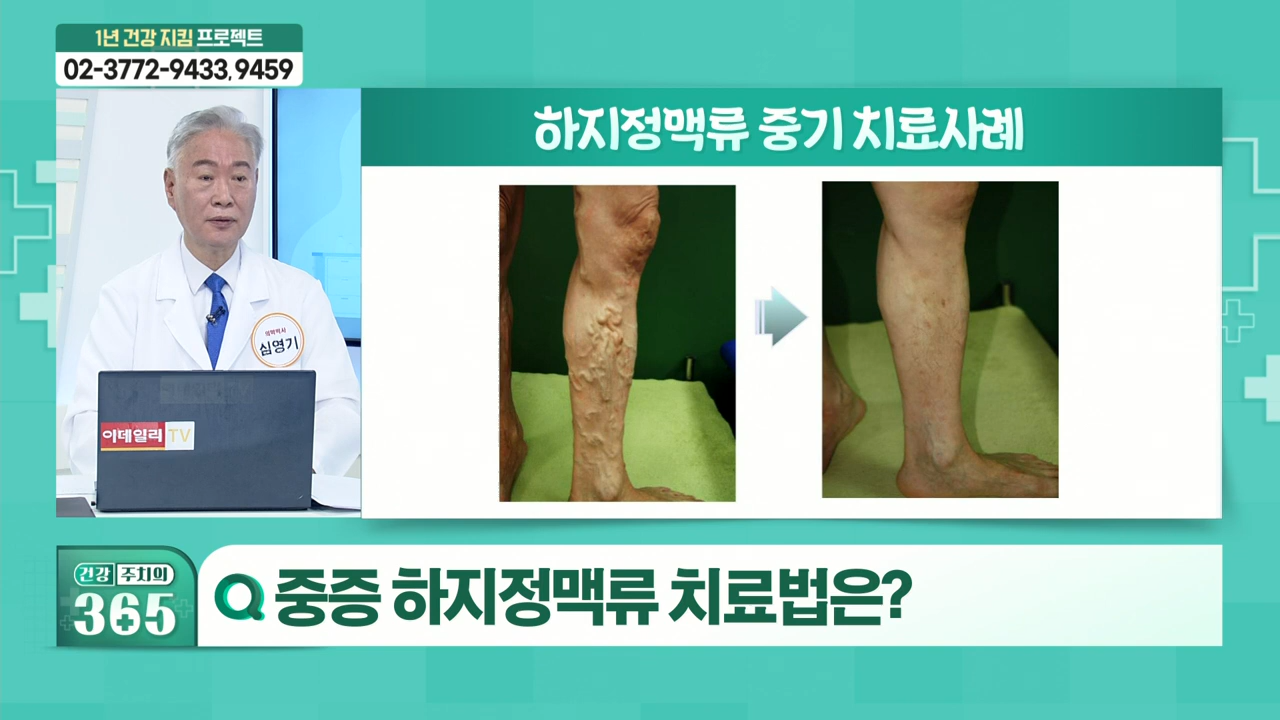 1년 건강 지킴 프로젝트
02-3772-9433, 9459
하지정맥류 중기 치료사례
의학박사
심영기
이데일리 TV
건강 주치의
365
Q 중증 하지정맥류 치료법은?